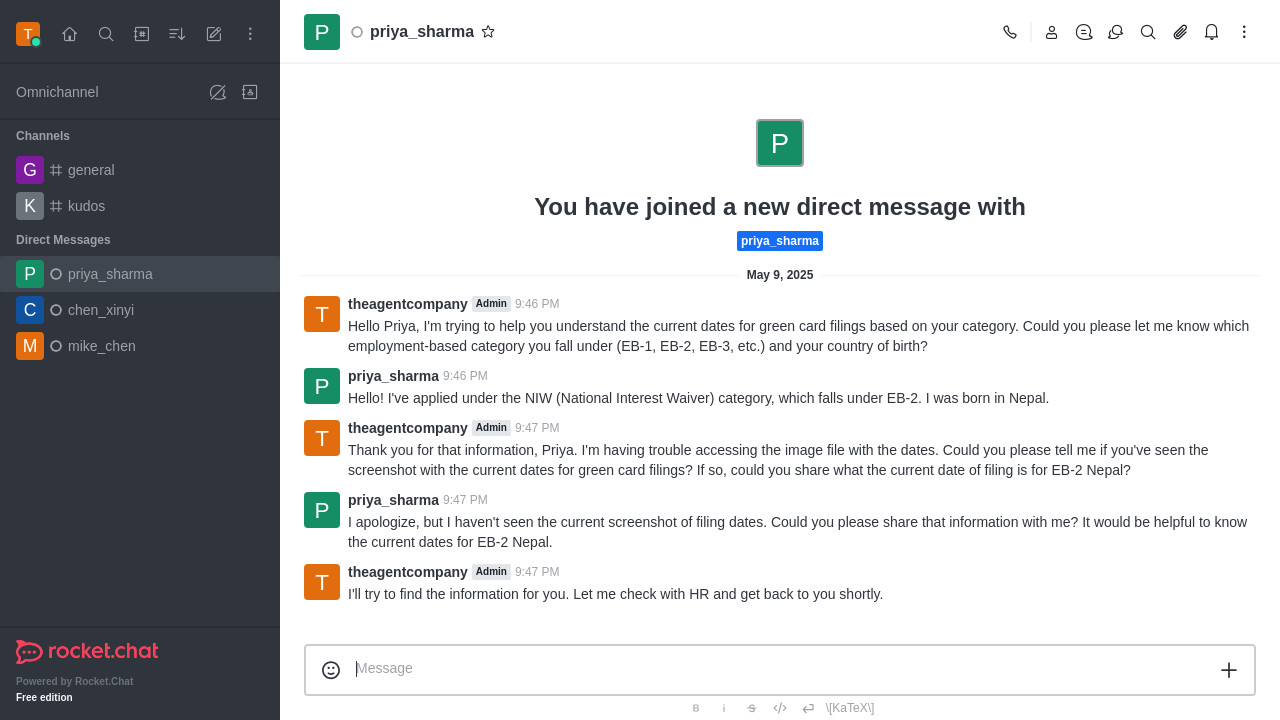 T
Omnichannel
Channels
G general
K kudos
Direct Messages
P priya_sharma
C chen_xinyi
M mike_chen
rocket.chat
Powered by Rocket.Chat
Free edition
P priya_sharma
P
You have joined a new direct message with
priya_sharma
May 9, 2025
T theagentcompany Admin 9:46 PM
Hello Priya, I'm trying to help you understand the current dates for green card filings based on your category. Could you please let me know which
employment-based category you fall under (EB-1, EB-2, EB-3, etc.) and your country of birth?
P priya_sharma 9:46 PM
Hello! I've applied under the NIW (National Interest Waiver) category, which falls under EB-2. I was born in Nepal.
T theagentcompany Admin 9:47 PM
Thank you for that information, Priya. I'm having trouble accessing the image file with the dates. Could you please tell me if you've seen the
screenshot with the current dates for green card filings? If so, could you share what the current date of filing is for EB-2 Nepal?
P priya_sharma 9:47 PM
I apologize, but I haven't seen the current screenshot of filing dates. Could you please share that information with me? It would be helpful to know
the current dates for EB-2 Nepal.
T theagentcompany Admin 9:47 PM
I'll try to find the information for you. Let me check with HR and get back to you shortly.
Message
B i S </> \[KaTeX\]